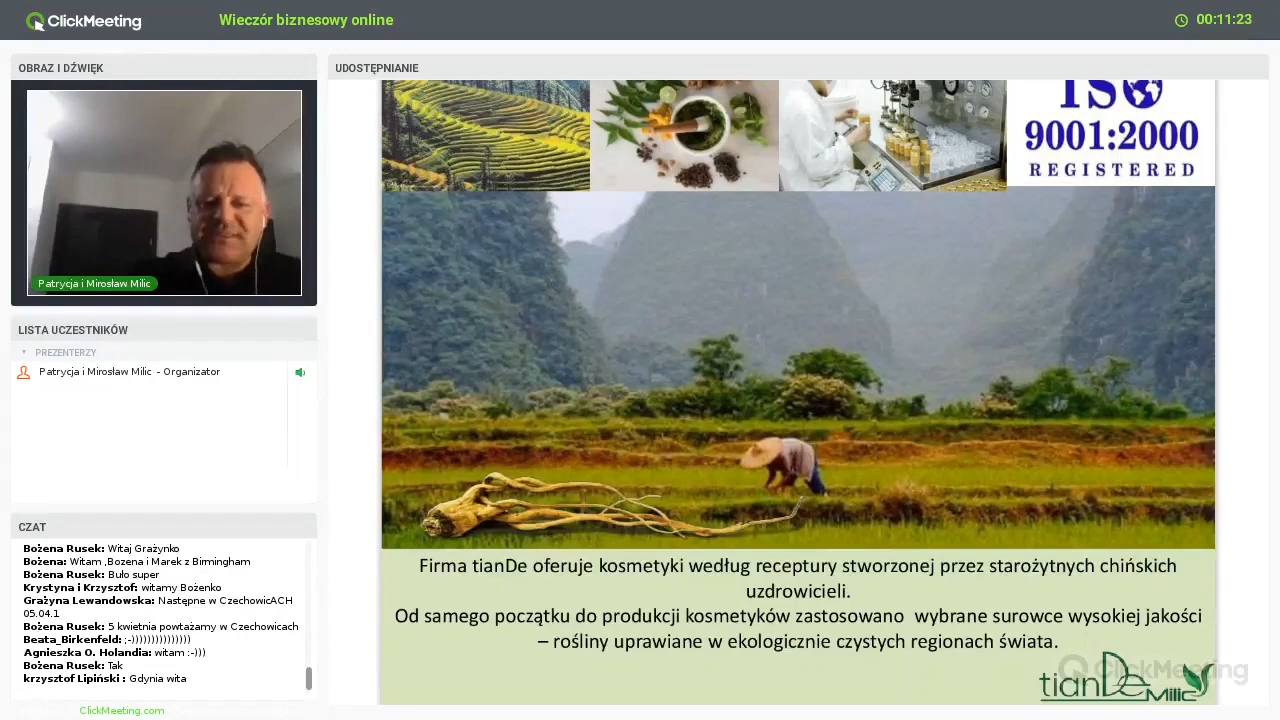 ClickMeeting
Wieczór biznesowy online
00:11:23
OBRAZ I DŹWIĘK
Patrycja i Mirosław Milic
LISTA UCZESTNIKÓW
PREZENTERZY
Patrycja i Mirosław Milic - Organizator
CZAT
Bożena Rusek: Witaj Grażynko
Bożena: Witam ,Bozena i Marek z Birmingham
Bożena Rusek: Buło super
Krystyna i Krzysztof: witamy Bożenko
Grażyna Lewandowska: Następne w CzechowicACH
05.04.1
Bożena Rusek: 5 kwietnia powtażamy w Czechowicach
Beata_Birkenfeld: ;-)))))))))))))))
Agnieszka O. Holandia: witam :-)))
Bożena Rusek: Tak
krzysztof Lipiński : Gdynia wita
ClickMeeting.com
UDOSTĘPNIANIE
ISO
9001:2000
REGISTERED
Firma tianDe oferuje kosmetyki według receptury stworzonej przez starożytnych chińskich
uzdrowicieli.
Od samego początku do produkcji kosmetyków zastosowano wybrane surowce wysokiej jakości
– rośliny uprawiane w ekologicznie czystych regionach świata.
ClickMeeting
tianDe Milic